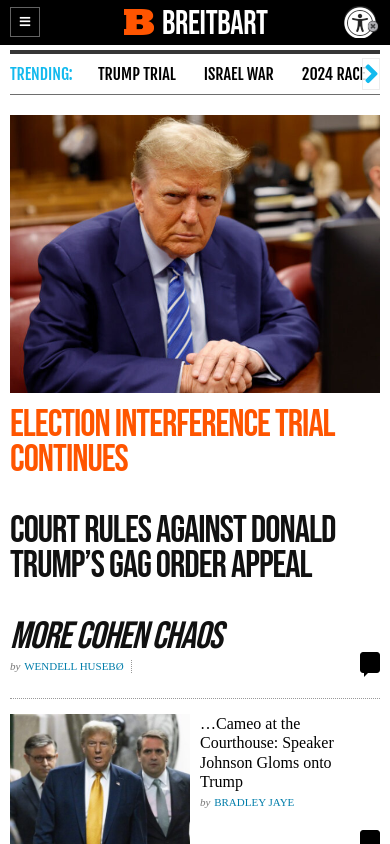 BREITBART
TRENDING:
TRUMP TRIAL
ISRAEL WAR
2024 RACE
ELECTION INTERFERENCE TRIAL
CONTINUES
COURT RULES AGAINST DONALD
TRUMP’S GAG ORDER APPEAL
MORE COHEN CHAOS
by WENDELL HUSEBØ
…Cameo at the
Courthouse: Speaker
Johnson Gloms onto
Trump
by BRADLEY JAYE